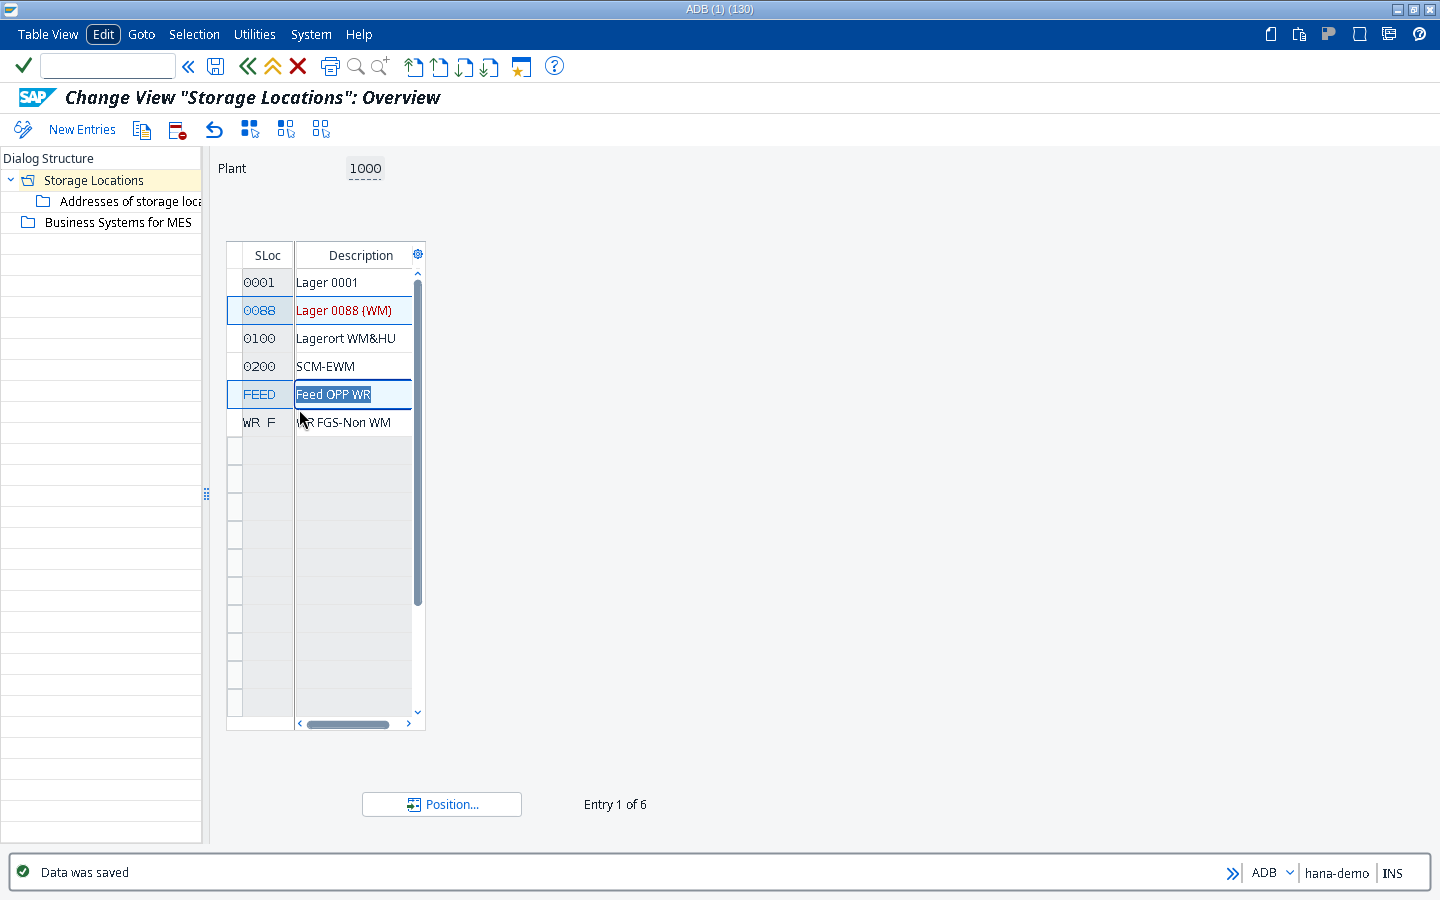 ADB (1) (130)
Table View Edit Goto Selection Utilities System Help
SAP Change View "Storage Locations": Overview
New Entries
Dialog Structure
Storage Locations
Addresses of storage loca
Business Systems for MES
Plant 1000
SLoc Description
0001 Lager 0001
0088 Lager 0088 (WM)
0100 Lagerort WM&HU
0200 SCM-EWM
FEED Feed OPP WR
WR F WR FGS-Non WM
Position... Entry 1 of 6
Data was saved ADB hana-demo INS